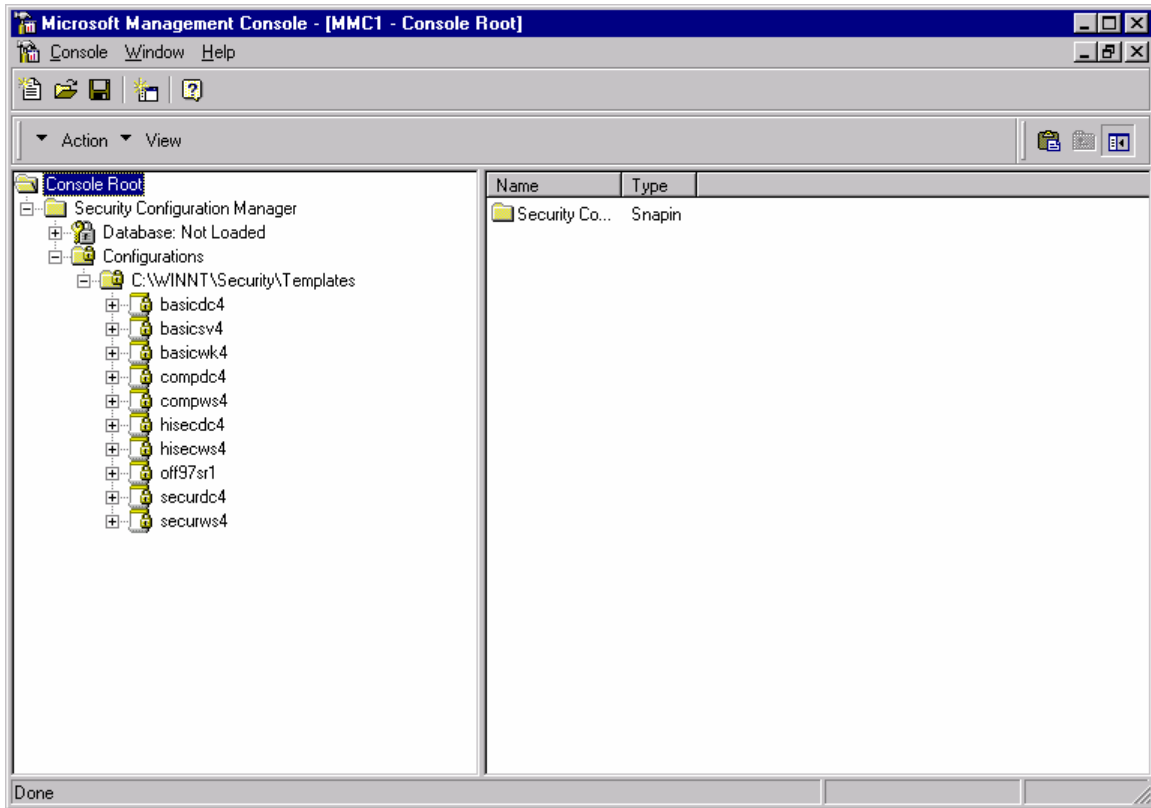 Microsoft Management Console - [MMC1 - Console Root]
Console Window Help
Action View
Console Root
Security Configuration Manager
Database: Not Loaded
Configurations
C:\WINNT\Security\Templates
basicdc4
basicsv4
basicwk4
compdc4
compws4
hisecdc4
hisecws4
off97sr1
securdc4
securws4
Name Type
Security Co... Snapin
Done